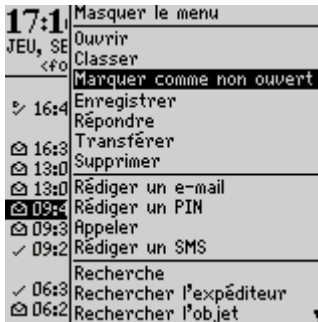 17:1
JEU, SE
<fo
16:4
16:3
13:0
13:0
09:4
09:3
09:2
06:3
06:2
Masquer le menu
Ouvrir
Classer
Marquer comme non ouvert
Enregistrer
Répondre
Transférer
Supprimer
Rédiger un e-mail
Rédiger un PIN
Appeler
Rédiger un SMS
Recherche
Rechercher l'expéditeur
Rechercher l'objet